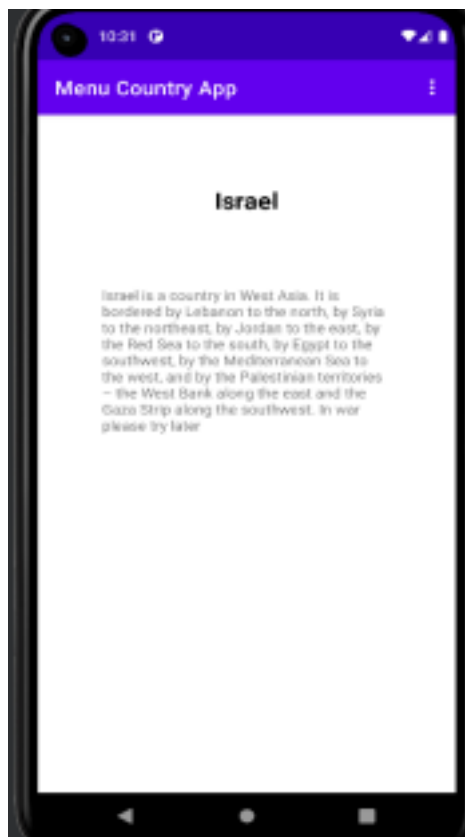 10:31
Menu Country App
Israel
Israel is a country in West Asia. It is
bordered by Lebanon to the north, by Syria
to the northeast, by Jordan to the east, by
the Red Sea to the south, by Egypt to the
southwest, by the Mediterranean Sea to
the west, and by the Palestinian territories
– the West Bank along the east and the
Gaza Strip along the southwest. In war
please try later